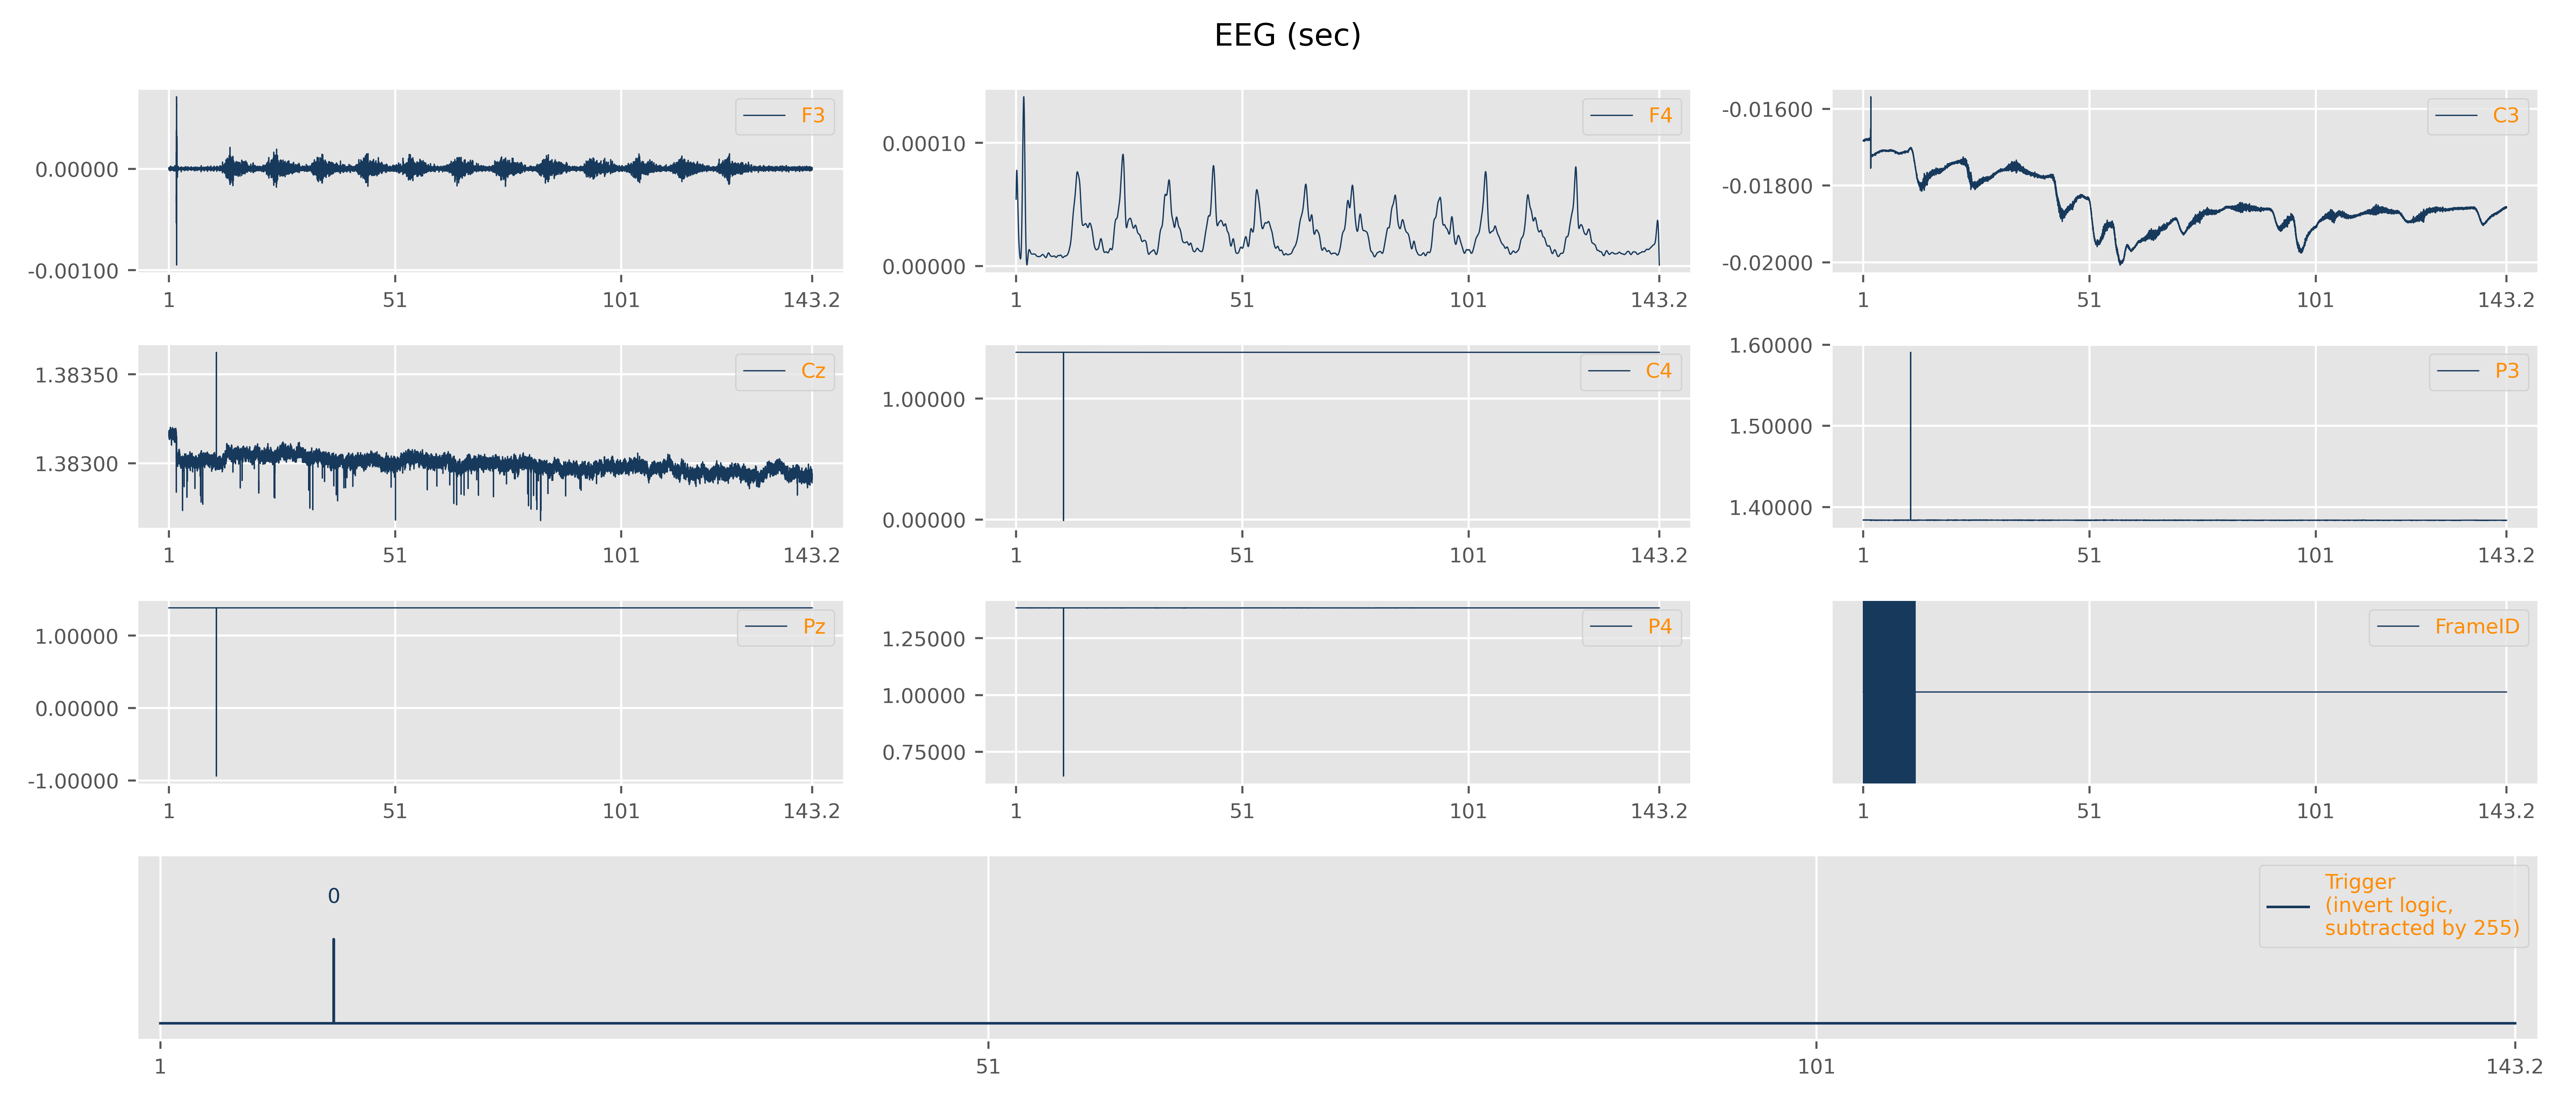 EEG (sec)
F3
0.00000
-0.00100
1 51 101 143.2
F4
0.00010
0.00000
1 51 101 143.2
C3
-0.01600
-0.01800
-0.02000
1 51 101 143.2
Cz
1.38350
1.38300
1 51 101 143.2
C4
1.00000
0.00000
1 51 101 143.2
P3
1.60000
1.50000
1.40000
1 51 101 143.2
Pz
1.00000
0.00000
-1.00000
1 51 101 143.2
P4
1.25000
1.00000
0.75000
1 51 101 143.2
FrameID
1 51 101 143.2
0
Trigger
(invert logic,
subtracted by 255)
1 51 101 143.2